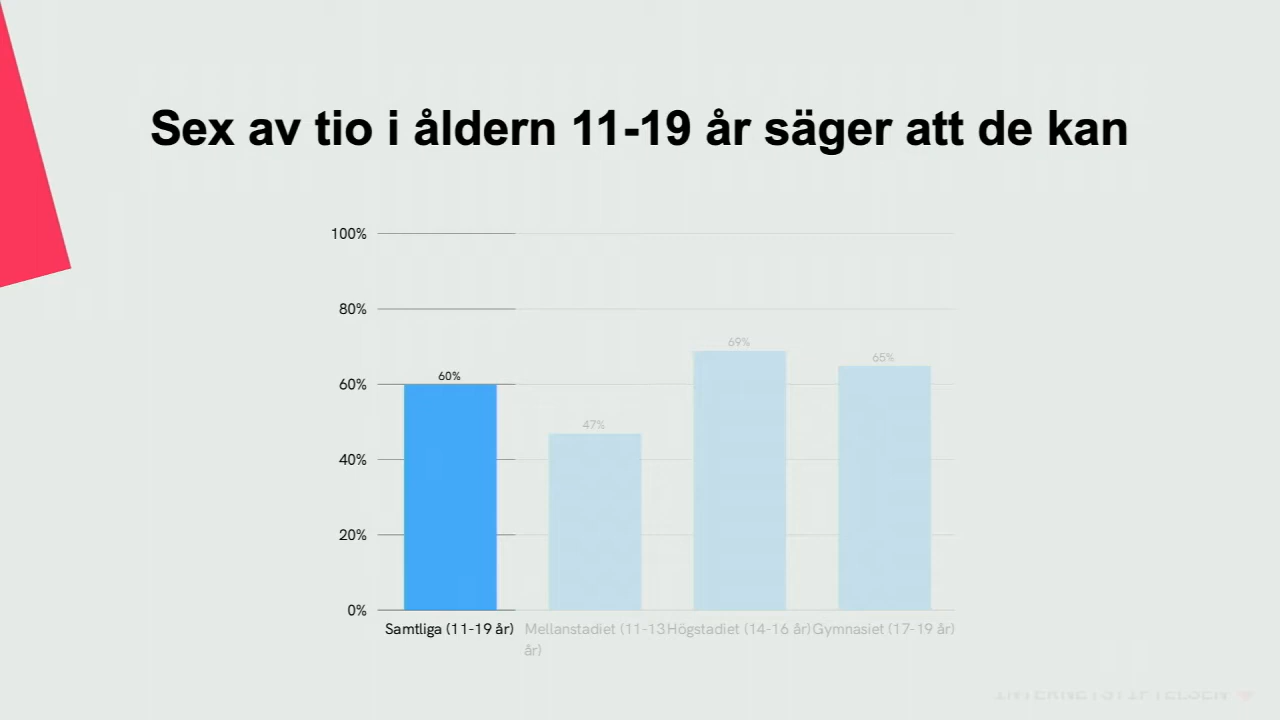 Sex av tio i åldern 11-19 år säger att de kan
100%
80%
69%
65%
60%
60%
47%
40%
20%
0%
Samtliga (11-19 år)
Mellanstadiet (11-13 år)
Högstadiet (14-16 år)
Gymnasiet (17-19 år)
INTERNETSTIFTELSEN